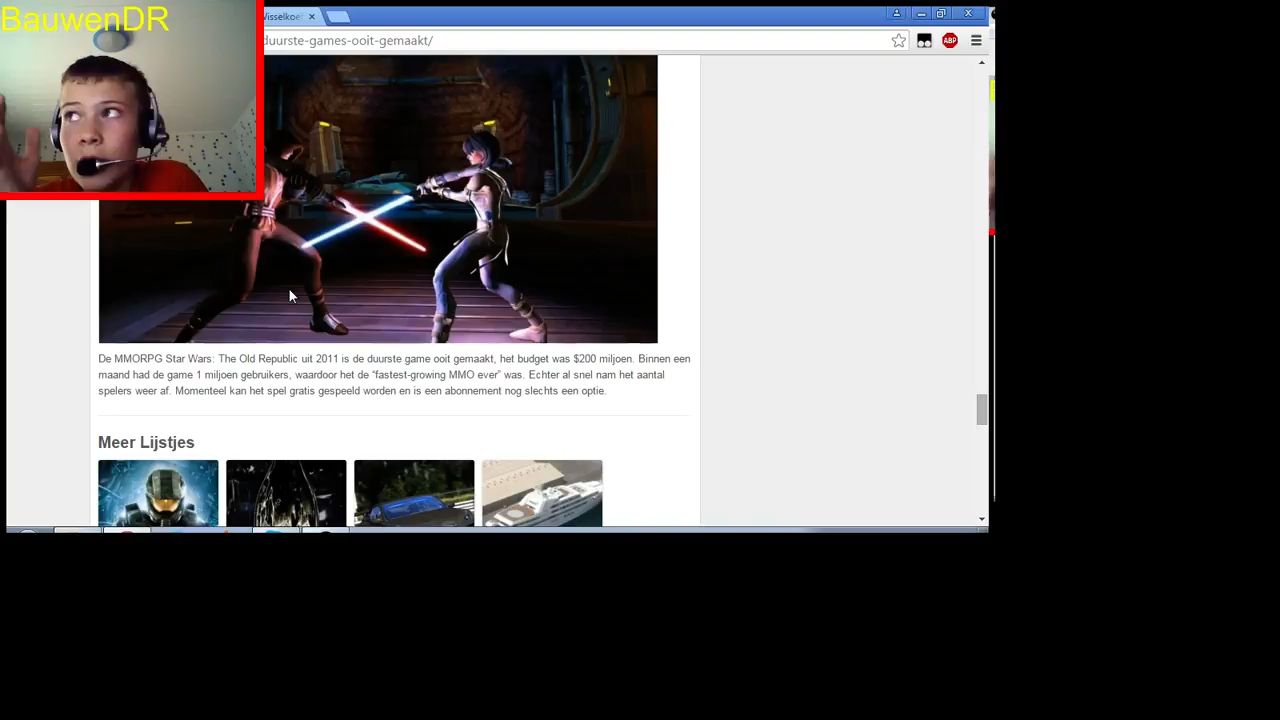 BauwenDR
duurste-games-ooit-gemaakt/
ABP
De MMORPG Star Wars: The Old Republic uit 2011 is de duurste game ooit gemaakt, het budget was $200 miljoen. Binnen een
maand had de game 1 miljoen gebruikers, waardoor het de “fastest-growing MMO ever” was. Echter al snel nam het aantal
spelers weer af. Momenteel kan het spel gratis gespeeld worden en is een abonnement nog slechts een optie.
Meer Lijstjes